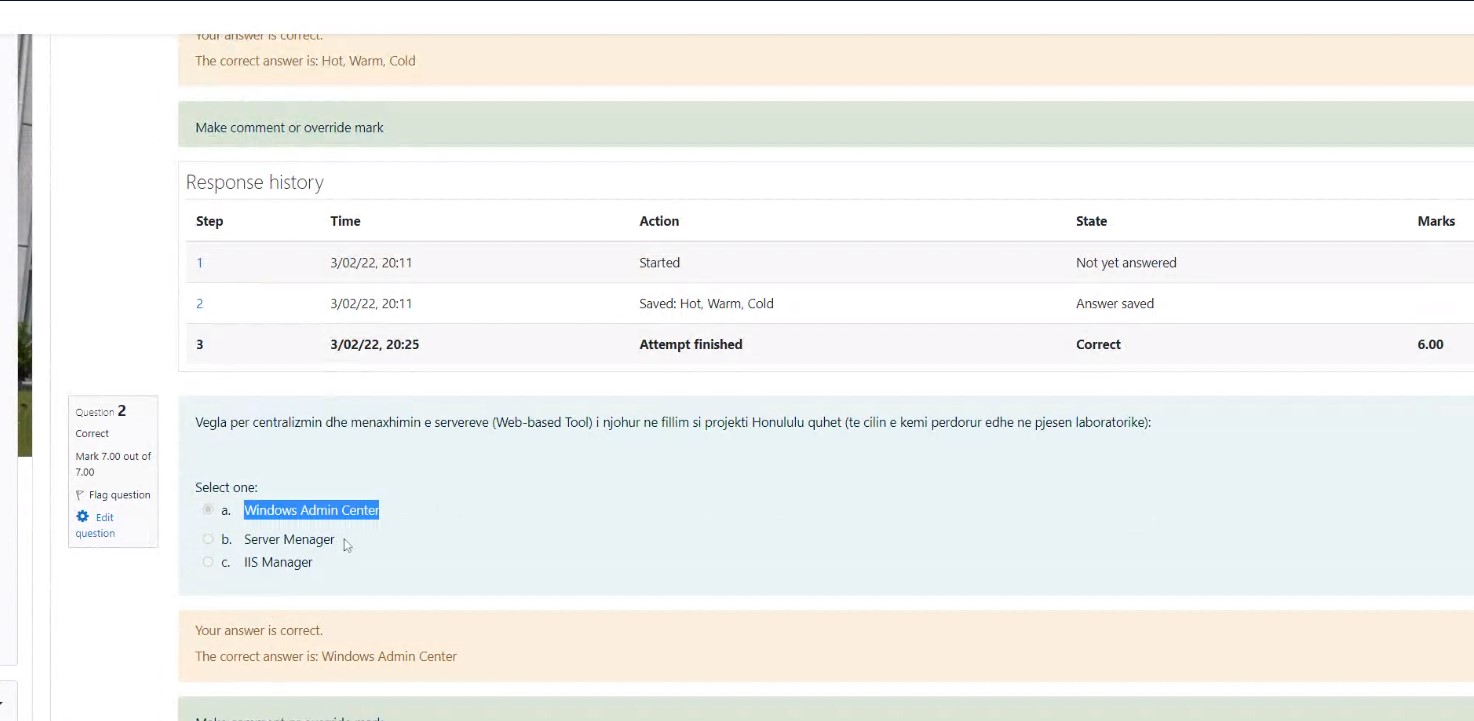 Your answer is correct.
The correct answer is: Hot, Warm, Cold
Make comment or override mark
Response history
Step Time Action State Marks
1 3/02/22, 20:11 Started Not yet answered
2 3/02/22, 20:11 Saved: Hot, Warm, Cold Answer saved
3 3/02/22, 20:25 Attempt finished Correct 6.00
Question 2
Correct
Mark 7.00 out of
7.00
Flag question
Edit
question
Vegla per centralizmin dhe menaxhimin e servereve (Web-based Tool) i njohur ne fillim si projekti Honululu quhet (te cilin e kemi perdorur edhe ne pjesen laboratorike):
Select one:
a. Windows Admin Center
b. Server Menager
c. IIS Manager
Your answer is correct.
The correct answer is: Windows Admin Center
Make comment or override mark